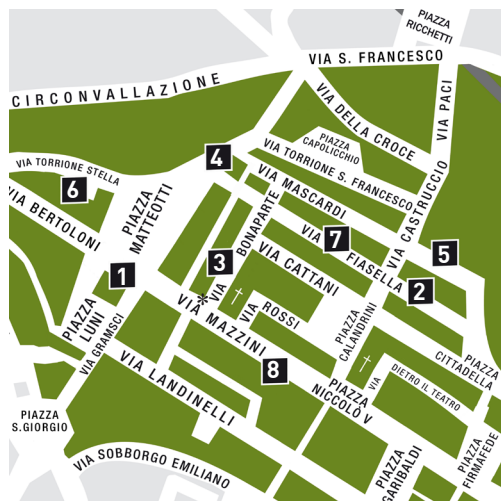 PIAZZA
RICCHETTI
VIA S. FRANCESCO
CIRCONVALLAZIONE
VIA PACI
VIA DELLA CROCE
PIAZZA
CAPOLICCHIO
VIA TORRIONE S. FRANCESCO
4
VIA TORRIONE STELLA
VIA MASCARDI
VIA CASTRUCCIO
6
PIAZZA
MATTEOTTI
VIA BERTOLONI
VIA BONAPARTE
VIA FIASELLA
7
5
VIA CATTANI
3
1
2
PIAZZA
LUNI
VIA GRAMSCI
VIA MAZZINI
VIA ROSSI
PIAZZA
CALANDRINI
8
VIA LANDINELLI
PIAZZA
NICCOLÓ V
VIA
DIETRO IL TEATRO
PIAZZA
CITTADELLA
PIAZZA
S.GIORGIO
VIA SOBBORGO EMILIANO
PIAZZA
GARIBALDI
PIAZZA
FIRMAFEDE